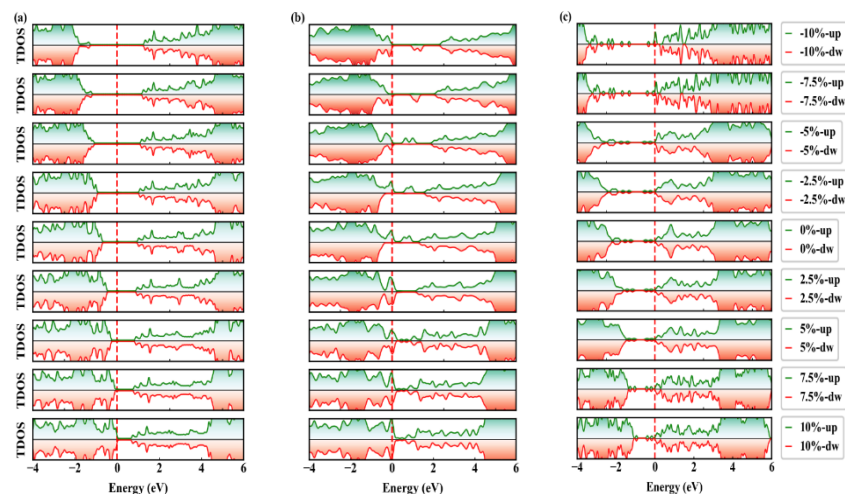 (a)
(b)
(c)
TDOS
-10%-up
-10%-dw
TDOS
-7.5%-up
-7.5%-dw
TDOS
-5%-up
-5%-dw
TDOS
-2.5%-up
-2.5%-dw
TDOS
0%-up
0%-dw
TDOS
2.5%-up
2.5%-dw
TDOS
5%-up
5%-dw
TDOS
7.5%-up
7.5%-dw
TDOS
10%-up
10%-dw
−4 −2 0 2 4 6
−4 −2 0 2 4 6
−4 −2 0 2 4 6
Energy (eV)
Energy (eV)
Energy (eV)